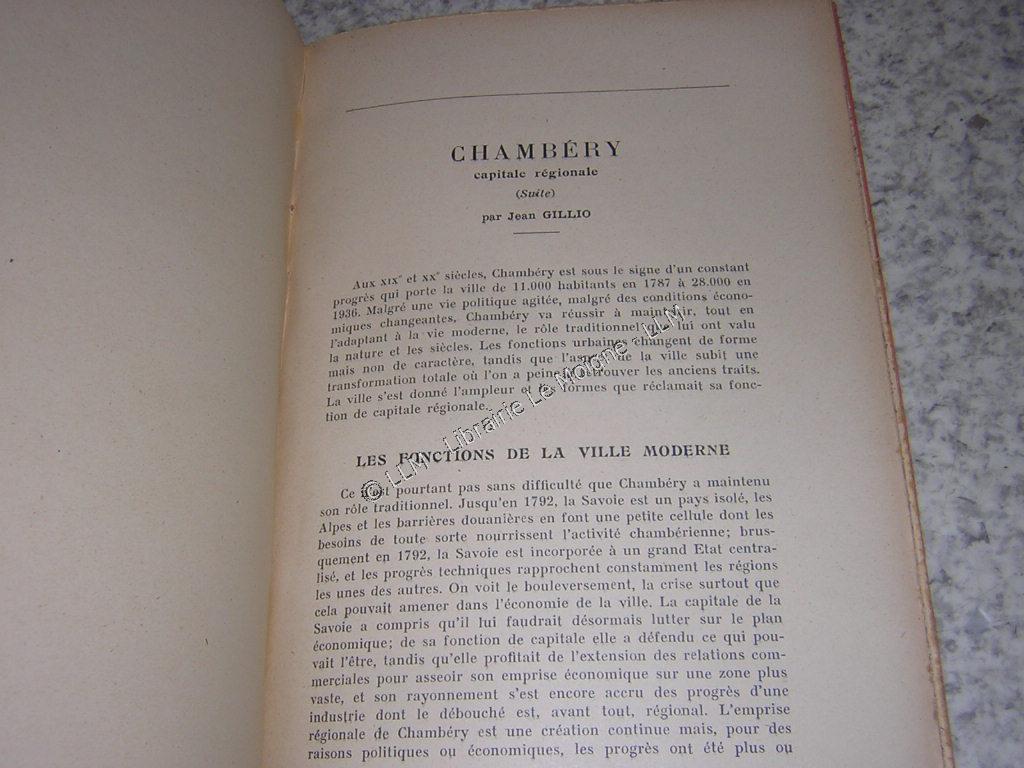 CHAMBÉRY
capitale régionale
(Suite)
par Jean GILLIO
Aux XIXe et XXe siècles, Chambéry est sous le signe d'un constant
progrès qui porte la ville de 11.000 habitants en 1787 à 28.000 en
1936. Malgré une vie politique agitée, malgré des conditions écono-
miques changeantes, Chambéry va réussir à maintenir, tout en
l'adaptant à la vie moderne, le rôle traditionnel que lui ont valu
la nature et les siècles. Les fonctions urbaines changent de forme
mais non de caractère, tandis que l'aspect de la ville subit une
transformation totale où l'on a peine à retrouver les anciens traits.
La ville s'est donné l'ampleur et les formes que réclamait sa fonc-
tion de capitale régionale.
LES FONCTIONS DE LA VILLE MODERNE
Ce n'est pourtant pas sans difficulté que Chambéry a maintenu
son rôle traditionnel. Jusqu'en 1792, la Savoie est un pays isolé, les
Alpes et les barrières douanières en font une petite cellule dont les
besoins de toute sorte nourrissent l'activité chambérienne; brus-
quement en 1792, la Savoie est incorporée à un grand Etat centra-
lisé, et les progrès techniques rapprochent constamment les régions
les unes des autres. On voit le bouleversement, la crise surtout que
cela pouvait amener dans l'économie de la ville. La capitale de la
Savoie a compris qu'il lui faudrait désormais lutter sur le plan
économique; de sa fonction de capitale elle a défendu ce qui pou-
vait l'être, tandis qu'elle profitait de l'extension des relations com-
merciales pour asseoir son emprise économique sur une zone plus
vaste, et son rayonnement s'est encore accru des progrès d'une
industrie dont le débouché est, avant tout, régional. L'emprise
régionale de Chambéry est une création continue mais, pour des
raisons politiques ou économiques, les progrès ont été plus ou
© LLM - Librairie Le Moigne - LLM